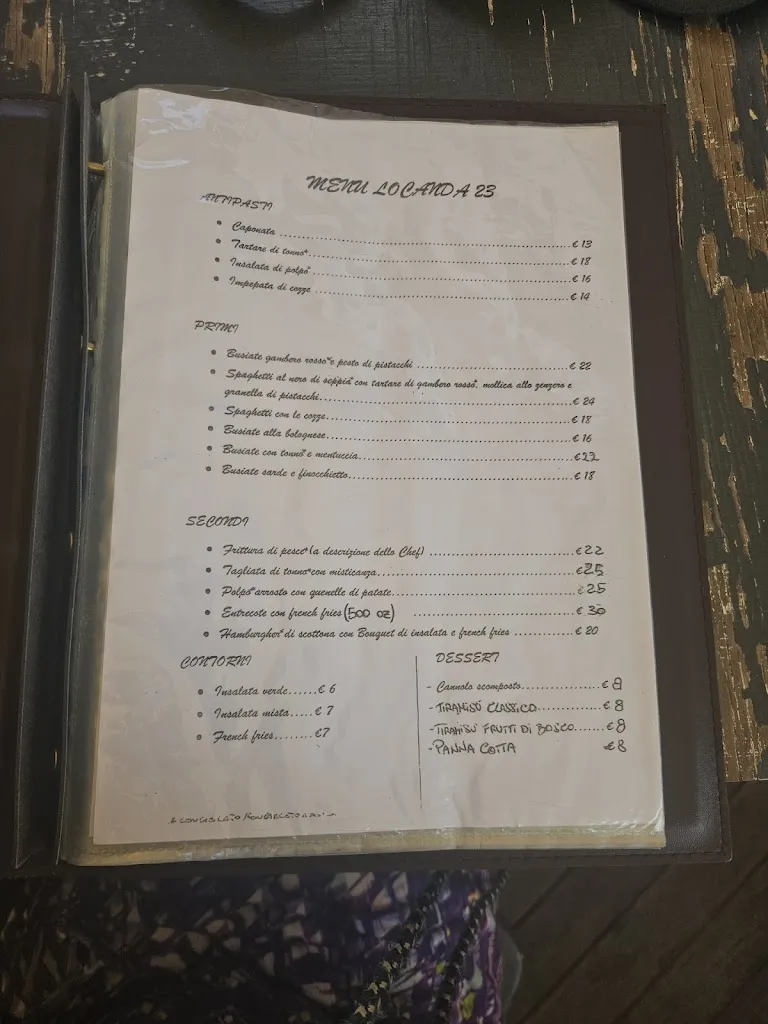 MENU LOCANDA 23
ANTIPASTI
• Caponata ........................................................................ € 13
• Tartare di tonno*................................................................. € 18
• Insalata di polpo* ................................................................ € 16
• Impepata di cozze ................................................................ € 14
PRIMI
• Busiate gambero rosso*e pesto di pistacchi ........................................ € 22
• Spaghetti al nero di seppia*con tartare di gambero rosso*, mollica allo zenzero e
granella di pistacchi............................................................... € 24
• Spaghetti con le cozze............................................................. € 18
• Busiate alla bolognese............................................................. € 16
• Busiate con tonno*e mentuccia...................................................... €22
• Busiate sarde e finocchietto....................................................... € 18
SECONDI
• Frittura di pesce*(a descrizione dello Chef) ...................................... €22
• Tagliata di tonno*con misticanza................................................... €25
• Polpo*arrosto con quenelle di patate............................................... € 25
• Entrecote con french fries(500 oz) ................................................ € 30
• Hamburgher*di scottona con Bouquet di insalata e french fries ................ € 20
CONTORNI
• Insalata verde......€ 6
• Insalata mista.....€ 7
• French fries........€7
DESSERT
- Cannolo scomposto....................€ 8
-TIRAMISÙ CLASSICO................€ 8
-TIRAMISÙ FRUTTI DI BOSCO.......€8
-PANNA COTTA €8